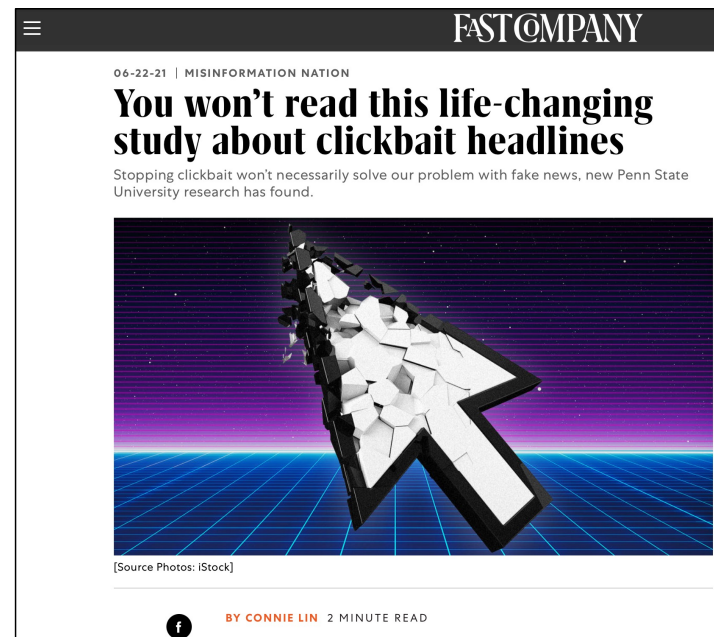 FAST COMPANY
06-22-21 | MISINFORMATION NATION
You won’t read this life-changing
study about clickbait headlines
Stopping clickbait won’t necessarily solve our problem with fake news, new Penn State
University research has found.
[Source Photos: iStock]
f
BY CONNIE LIN 2 MINUTE READ